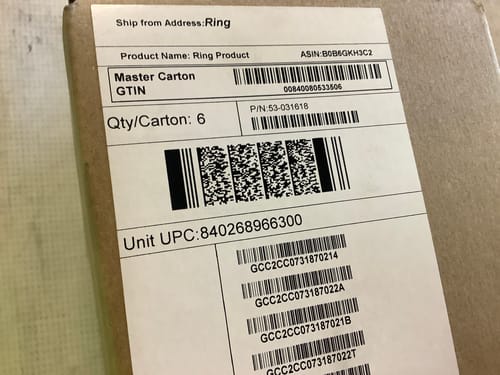 Ship from Address:Ring
Product Name: Ring Product ASIN:B0B6GKH3C2
Master Carton
GTIN
00840080533506
Qty/Carton: 6
P/N:53-031618
Unit UPC:840268966300
GCC2CC0731870214
GCC2CC073187022A
GCC2CC073187021B
GCC2CC073187022T